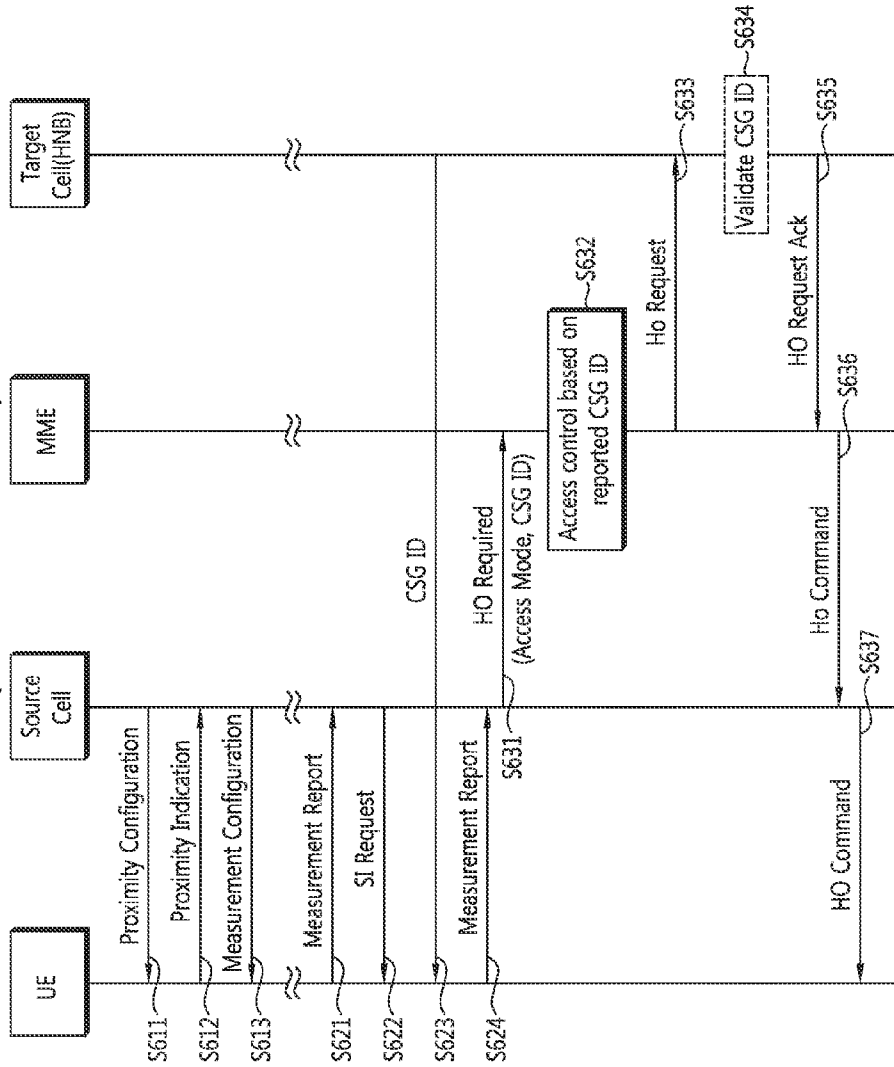 UE
Source
Cell
MME
Target
Cell(HNB)
Proximity Configuration
S611
Proximity Indication
S612
Measurement Configuration
S613
Measurement Report
S621
SI Request
S622
CSG ID
S623
Measurement Report
S624
HO Required
(Access Mode, CSG ID)
S631
Access control based on
reported CSG ID
S632
Ho Request
S633
Validate CSG ID
S634
HO Request Ack
S635
Ho Command
S636
HO Command
S637